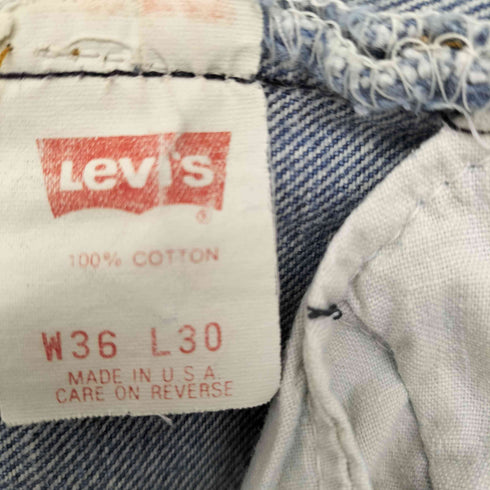 Levi's
®
100% COTTON
W36 L30
MADE IN U.S.A.
CARE ON REVERSE